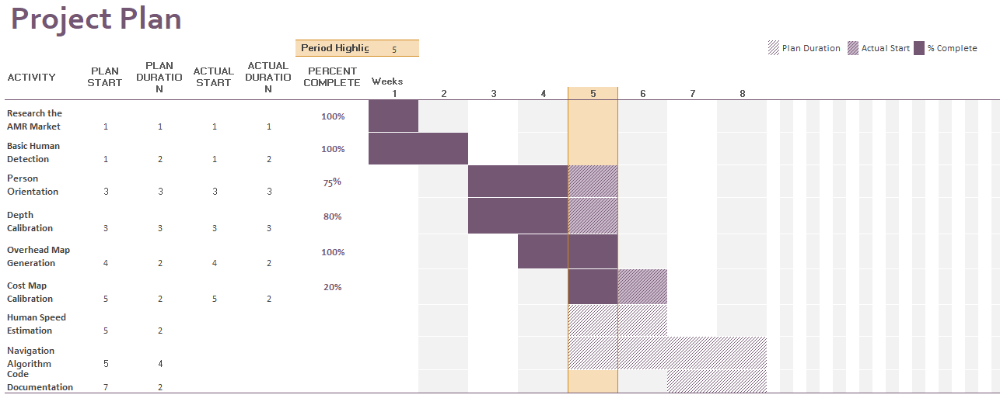 Project Plan
Period Highlig 5
Plan Duration Actual Start % Complete
ACTIVITY
PLAN
START
PLAN
DURATIO
N
ACTUAL
START
ACTUAL
DURATIO
N
PERCENT
COMPLETE
Weeks
1 2 3 4 5 6 7 8
Research the
AMR Market 1 1 1 1 100%
Basic Human
Detection 1 2 1 2 100%
Person
Orientation 3 3 3 3 75%
Depth
Calibration 3 3 3 3 80%
Overhead Map
Generation 4 2 4 2 100%
Cost Map
Calibration 5 2 5 2 20%
Human Speed
Estimation 5 2
Navigation
Algorithm 5 4
Code
Documentation 7 2